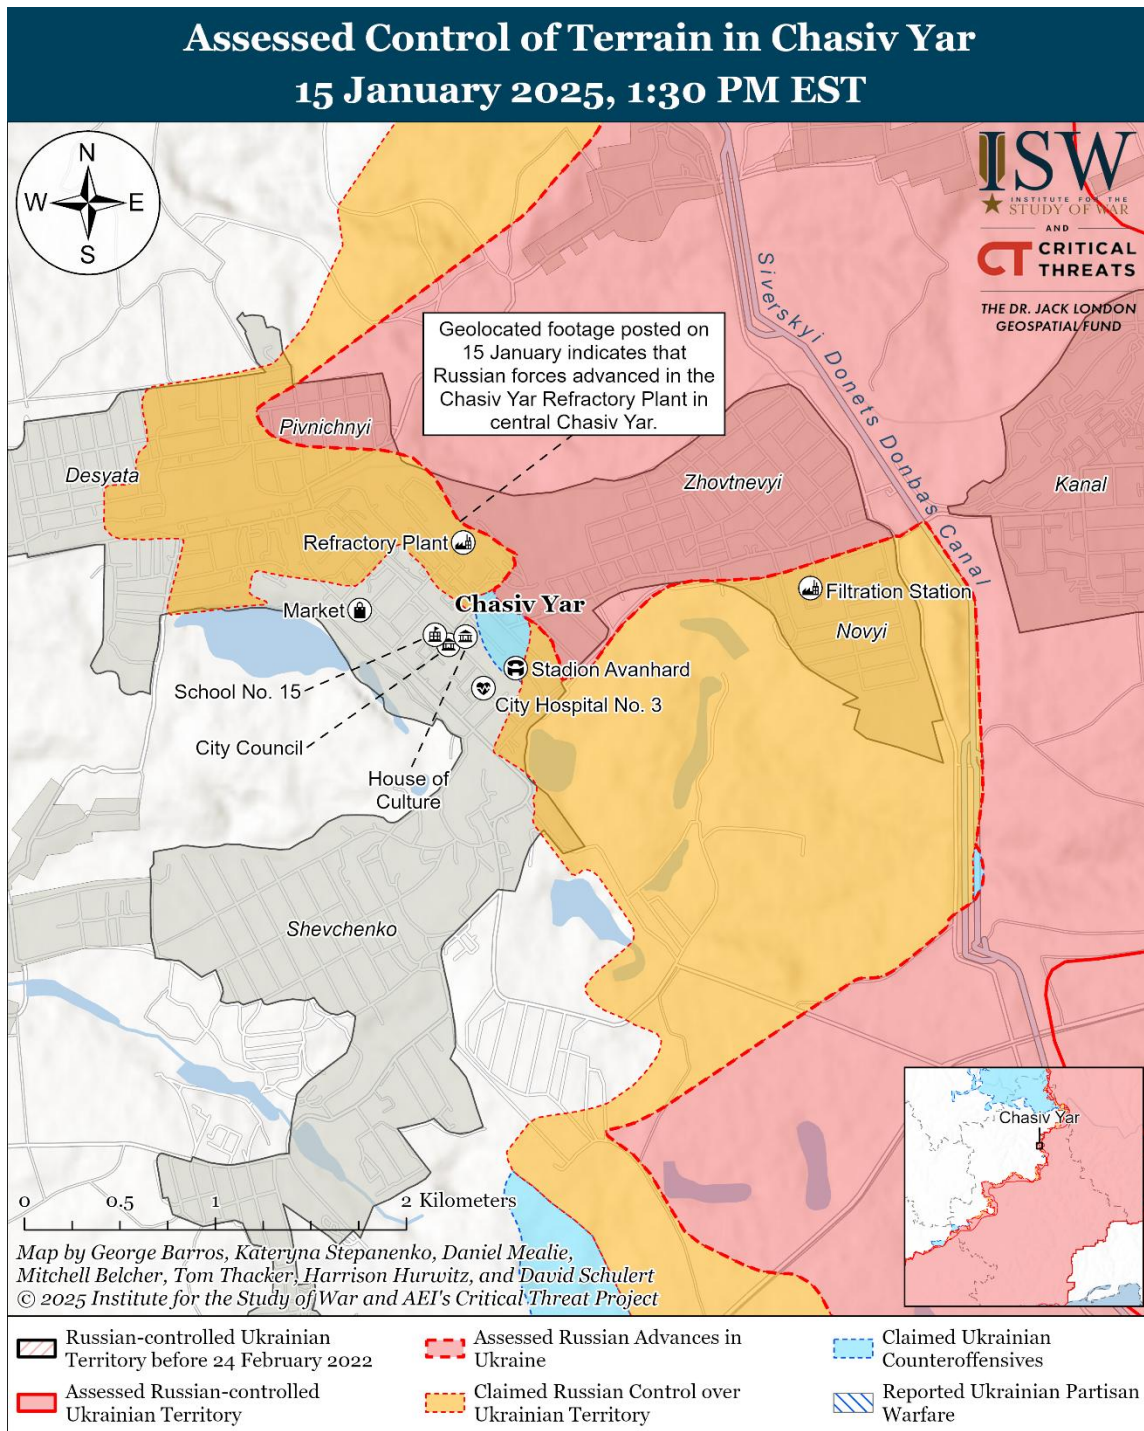 Assessed Control of Terrain in Chasiv Yar
15 January 2025, 1:30 PM EST
N
W
E
S
ISW
INSTITUTE FOR THE
STUDY OF WAR
AND
CT CRITICAL
THREATS
THE DR. JACK LONDON
GEOSPATIAL FUND
Siverskyi Donets Donbas Canal
Geolocated footage posted on
15 January indicates that
Russian forces advanced in the
Chasiv Yar Refractory Plant in
central Chasiv Yar.
Pivnichnyi
Desyata
Zhovtnevyi
Kanal
Refractory Plant
Filtration Station
Market
Chasiv Yar
Novyi
Stadion Avanhard
School No. 15
City Hospital No. 3
City Council
House of
Culture
Shevchenko
Chasiv Yar
0 0.5 1 2 Kilometers
Map by George Barros, Kateryna Stepanenko, Daniel Mealie,
Mitchell Belcher, Tom Thacker, Harrison Hurwitz, and David Schulert
© 2025 Institute for the Study of War and AEI's Critical Threat Project
Russian-controlled Ukrainian
Territory before 24 February 2022
Assessed Russian-controlled
Ukrainian Territory
Assessed Russian Advances in
Ukraine
Claimed Russian Control over
Ukrainian Territory
Claimed Ukrainian
Counteroffensives
Reported Ukrainian Partisan
Warfare